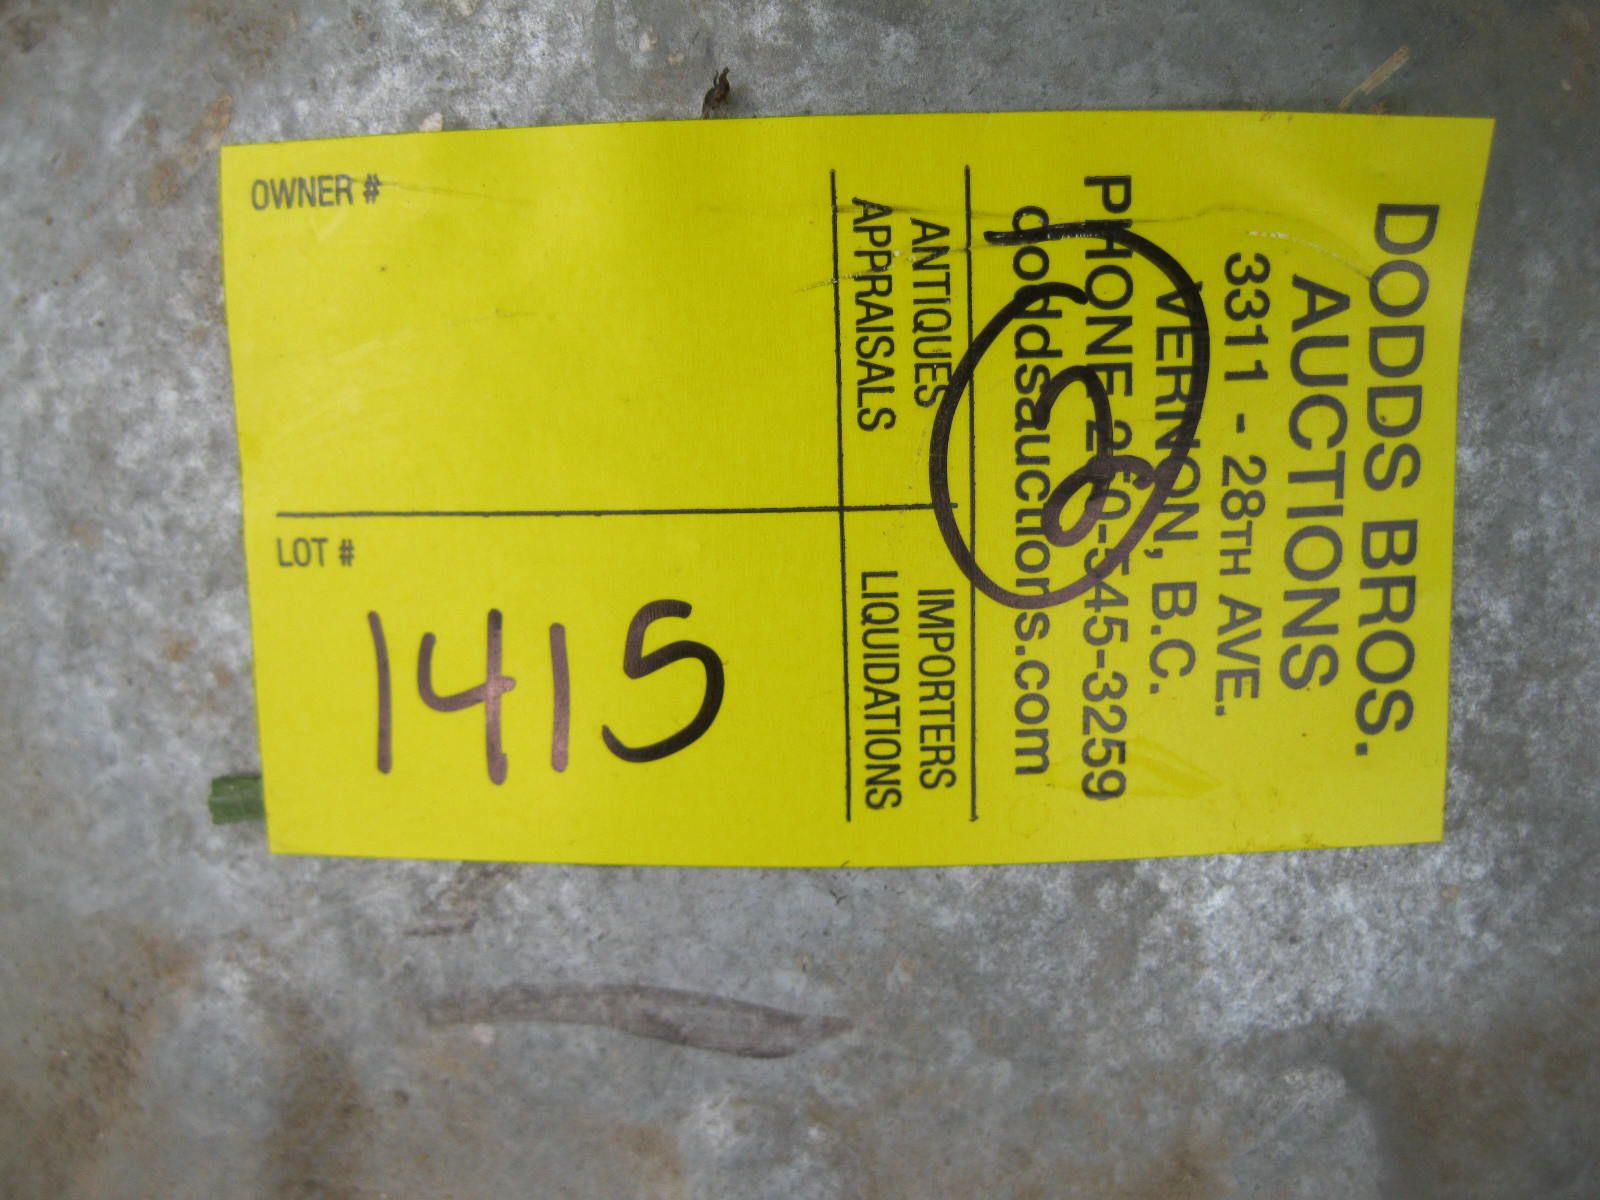 DODDS BROS.
AUCTIONS
3311 - 28TH AVE.
VERNON, B.C.
PHONE 250-545-3259
doddsauctions.com
ANTIQUES IMPORTERS
APPRAISALS LIQUIDATIONS
OWNER #
LOT #
1415